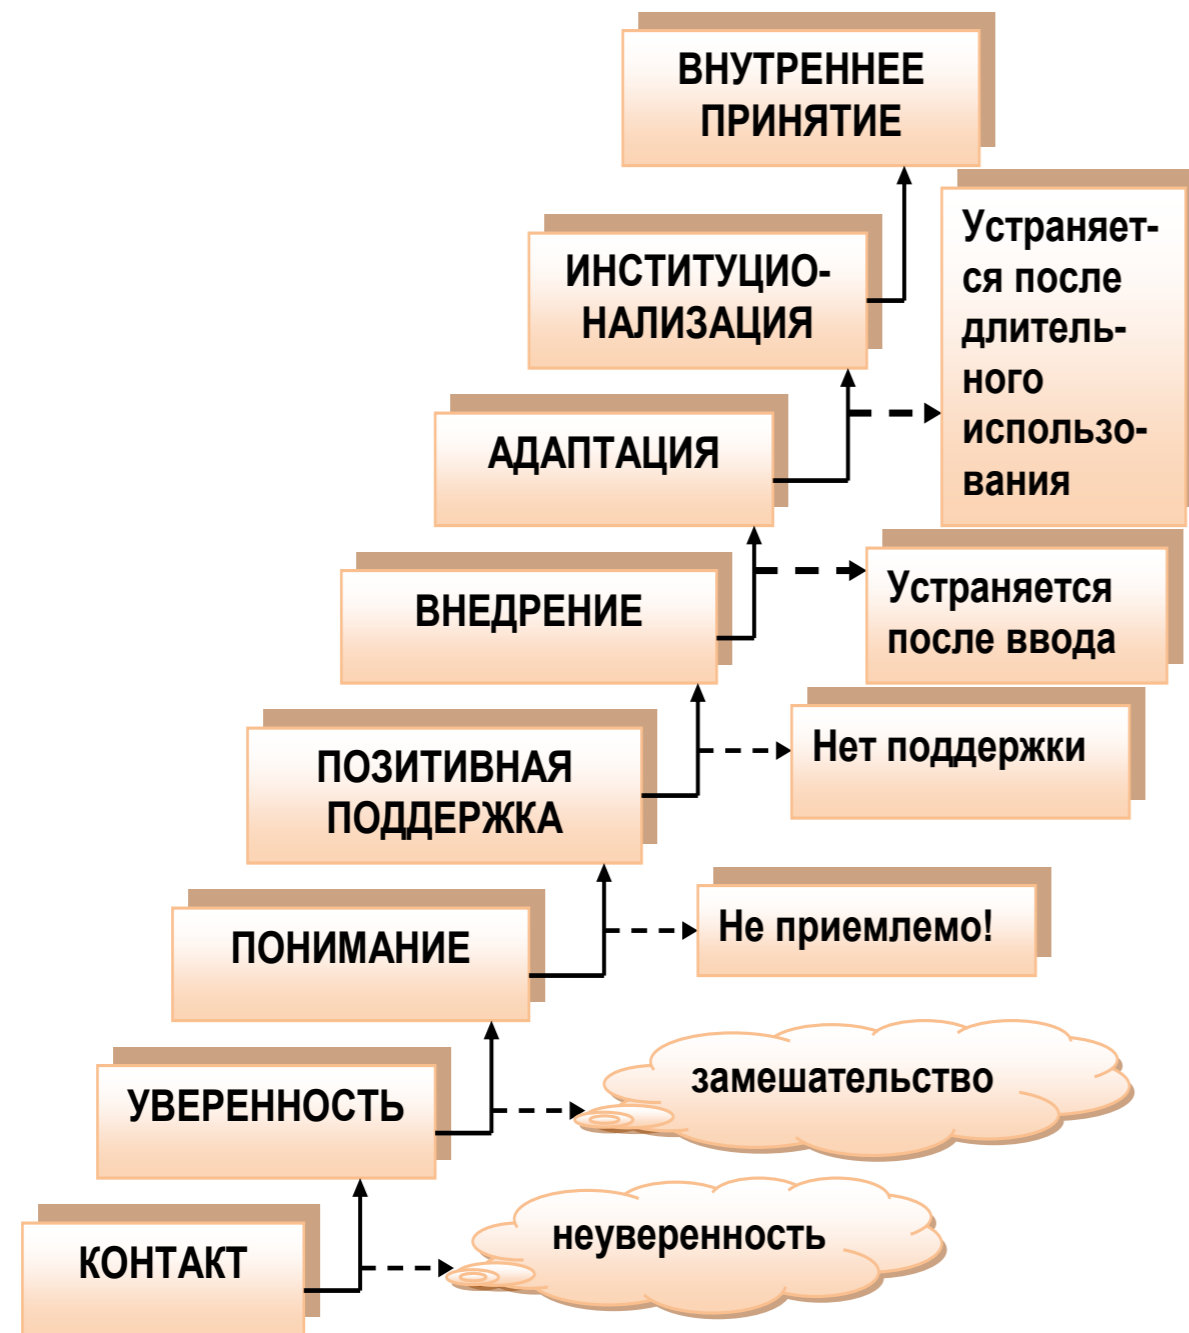 ВНУТРЕННЕЕ
ПРИНЯТИЕ
ИНСТИТУЦИО-
НАЛИЗАЦИЯ
Устраняет-
ся после
длитель-
ного
использо-
вания
АДАПТАЦИЯ
ВНЕДРЕНИЕ
Устраняется
после ввода
ПОЗИТИВНАЯ
ПОДДЕРЖКА
Нет поддержки
ПОНИМАНИЕ
Не приемлемо!
УВЕРЕННОСТЬ
замешательство
КОНТАКТ
неуверенность